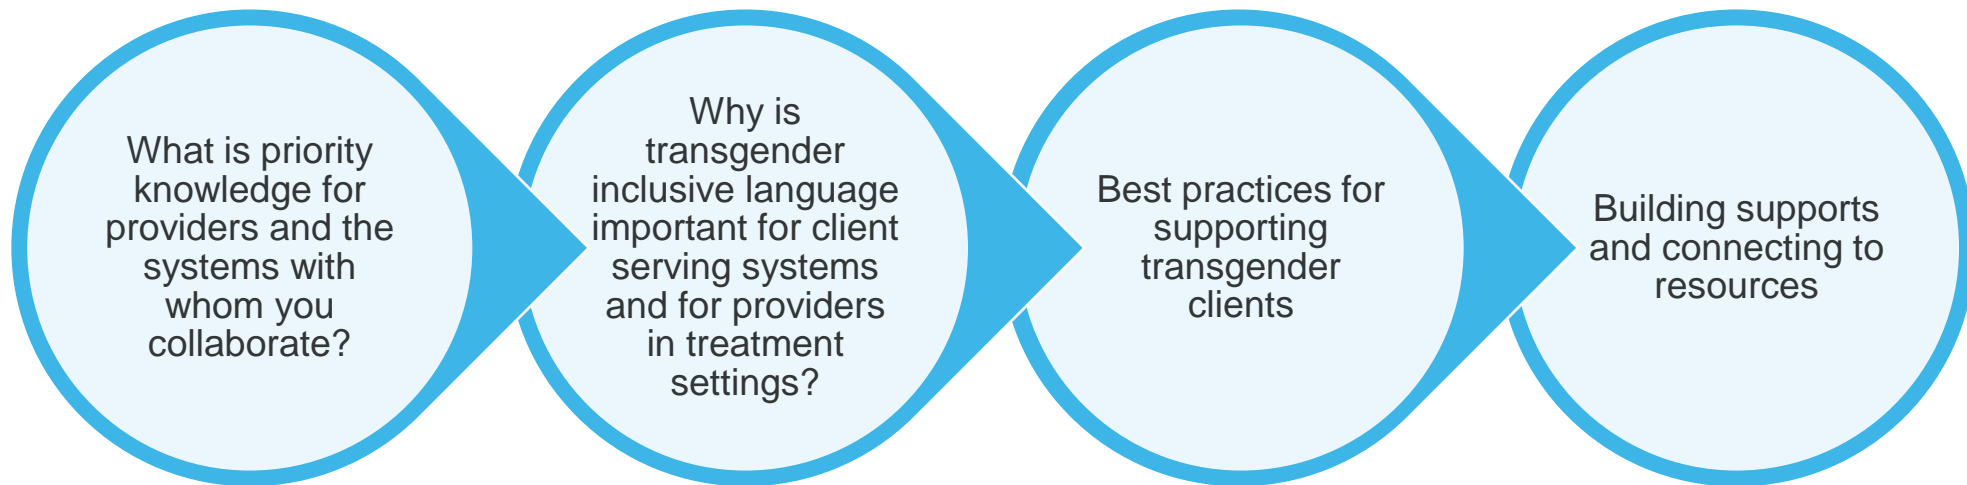 What is priority
knowledge for
providers and the
systems with
whom you
collaborate?
Why is
transgender
inclusive language
important for client
serving systems
and for providers
in treatment
settings?
Best practices for
supporting
transgender
clients
Building supports
and connecting to
resources